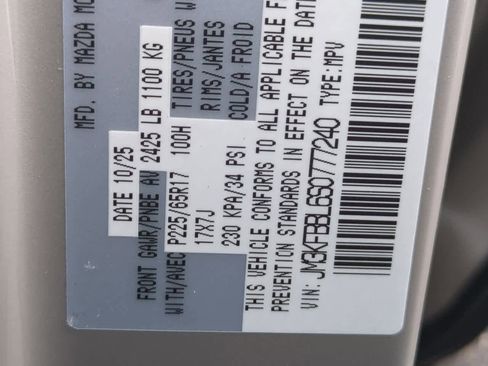 MFD. BY MAZDA MO
DATE 10/25
FRONT GAWR/PNBE AV 2425 LB 1100 KG
WITH/AVEC P225/65R17 100H TIRES/PNEUS W
17X7J RIMS/JANTES
230 KPA/34 PSI COLD/A FROID
THIS VEHICLE CONFORMS TO ALL APPLICABLE F
PREVENTION STANDARDS IN EFFECT ON THE DATE
VIN: JM3KFBBL6S0777240 TYPE:MPV